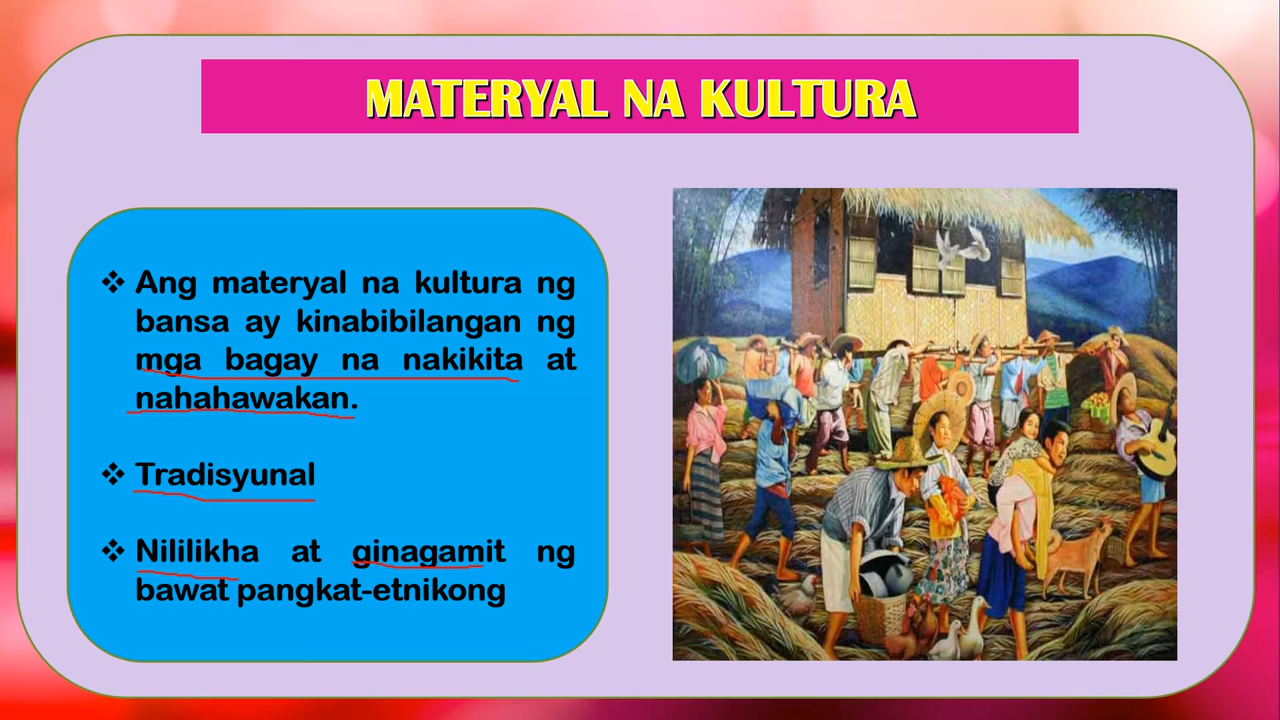 MATERYAL NA KULTURA
❖ Ang materyal na kultura ng
bansa ay kinabibilangan ng
mga bagay na nakikita at
nahahawakan.
❖ Tradisyunal
❖ Nililikha at ginagamit ng
bawat pangkat-etnikong